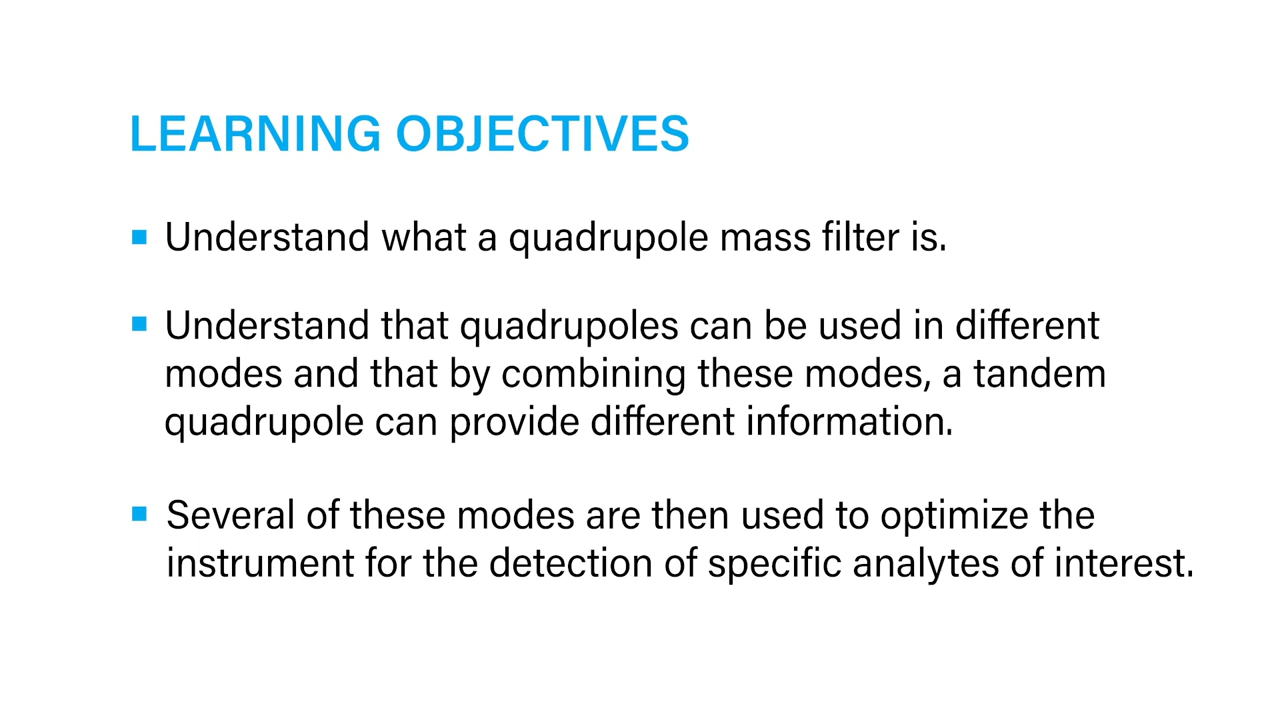 LEARNING OBJECTIVES
■ Understand what a quadrupole mass filter is.
■ Understand that quadrupoles can be used in different
modes and that by combining these modes, a tandem
quadrupole can provide different information.
■ Several of these modes are then used to optimize the
instrument for the detection of specific analytes of interest.